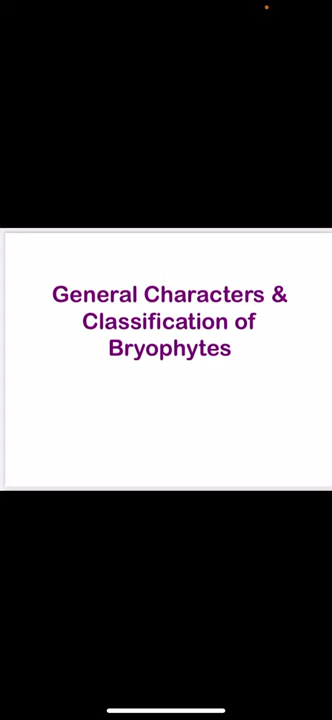 General Characters &
Classification of
Bryophytes